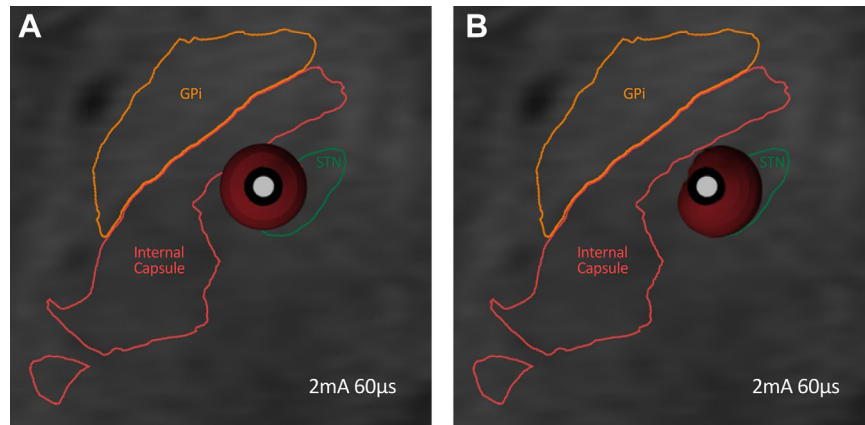 A
GPi
STN
Internal
Capsule
2mA 60µs
B
GPi
STN
Internal
Capsule
2mA 60µs